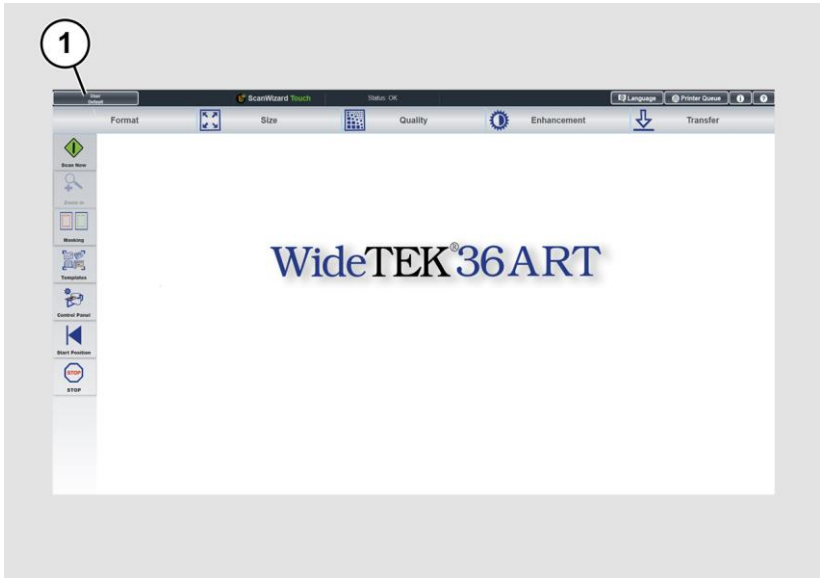 1
User
Default
ScanWizard Touch
Status: OK
Language
Printer Queue
i
?
Format
Size
Quality
Enhancement
Transfer
Scan Now
Zoom in
Masking
Templates
Control Panel
Start Position
STOP
STOP
WideTEK®36ART